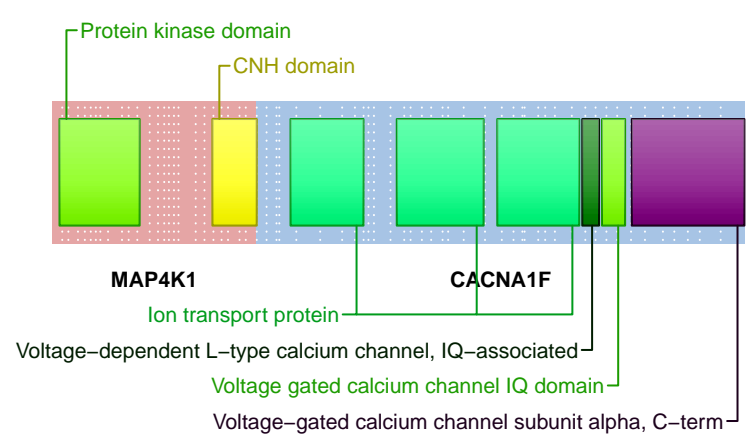 Protein kinase domain
CNH domain
MAP4K1
CACNA1F
Ion transport protein
Voltage−dependent L−type calcium channel, IQ−associated
Voltage gated calcium channel IQ domain
Voltage−gated calcium channel subunit alpha, C−term